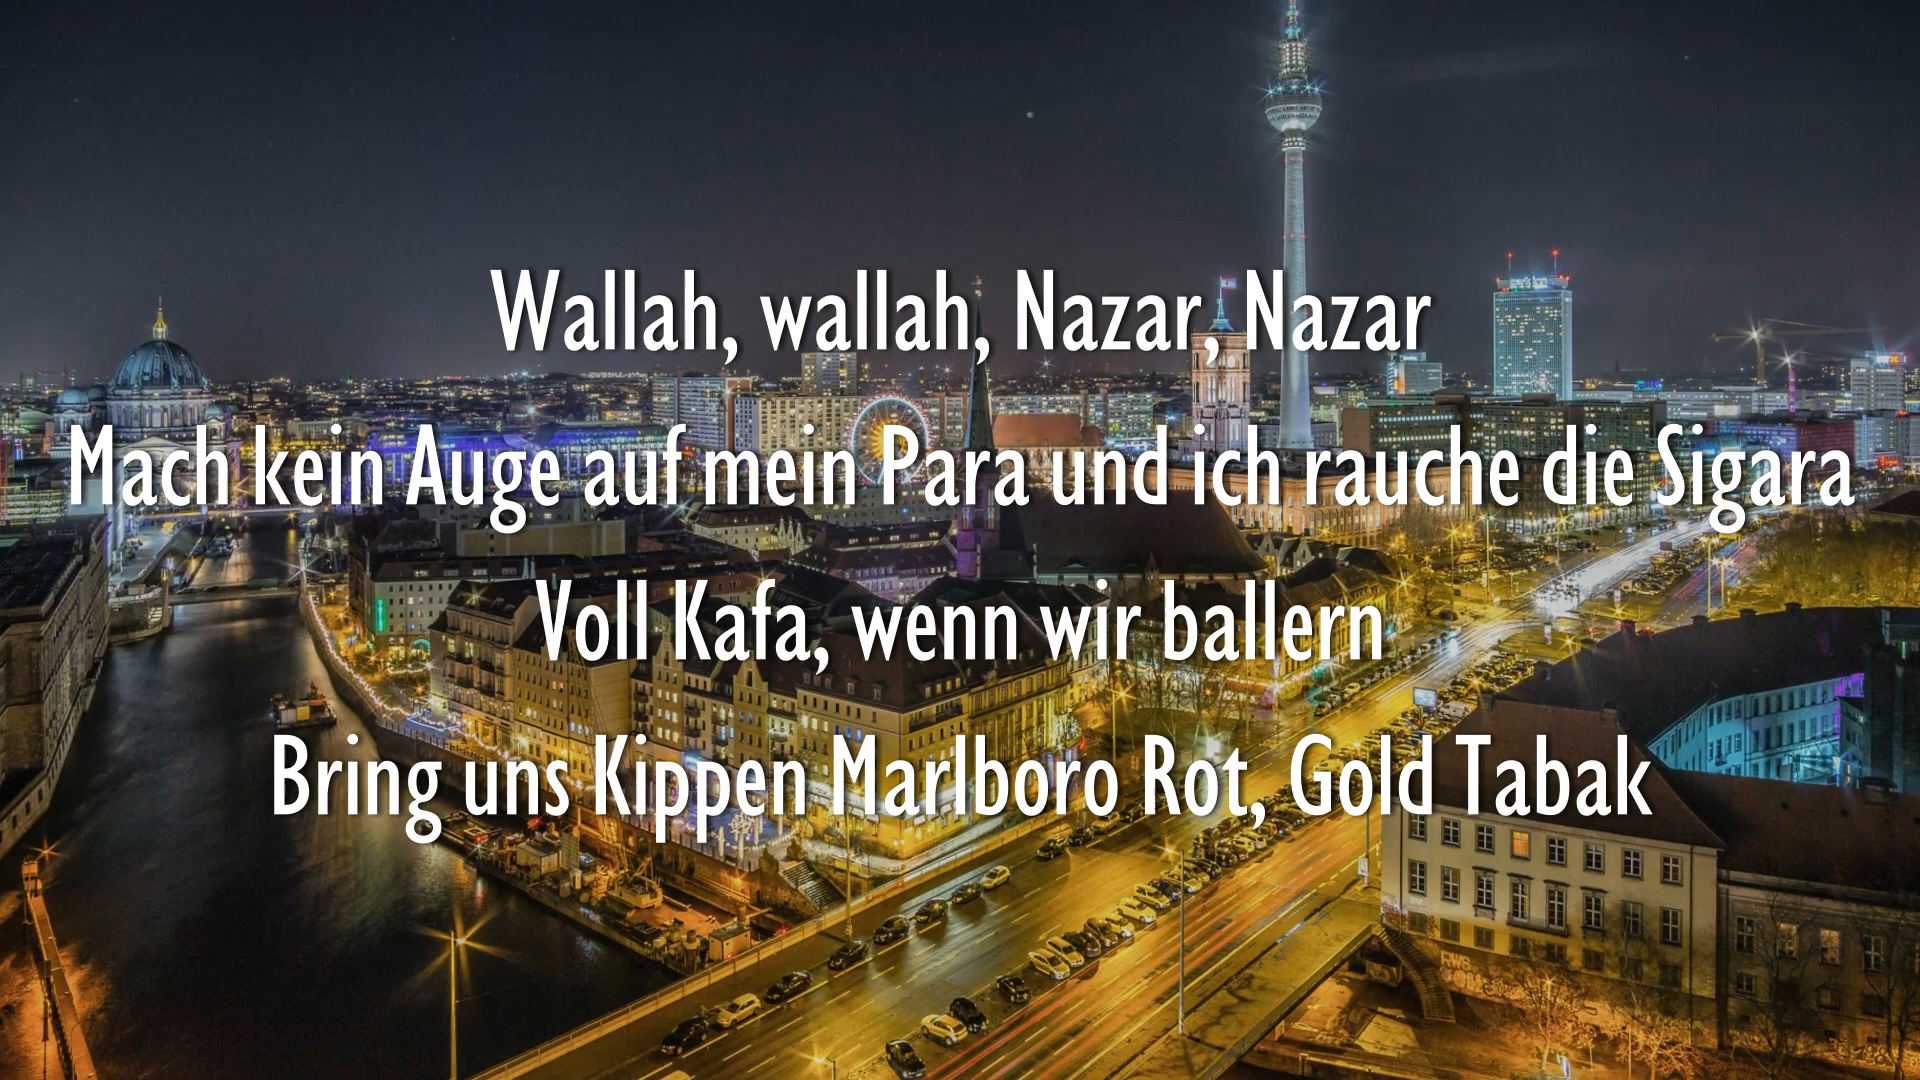 Wallah, wallah, Nazar, Nazar
Mach kein Auge auf mein Para und ich rauche die Sigara
Voll Kafa, wenn wir ballern
Bring uns Kippen Marlboro Rot, Gold Tabak